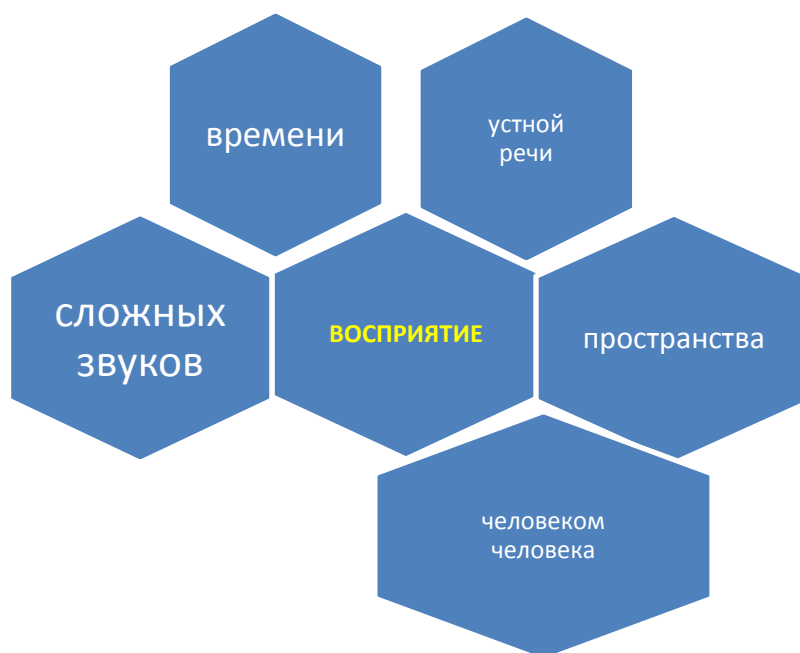 времени
устной
речи
сложных
звуков
ВОСПРИЯТИЕ
пространства
человеком
человека